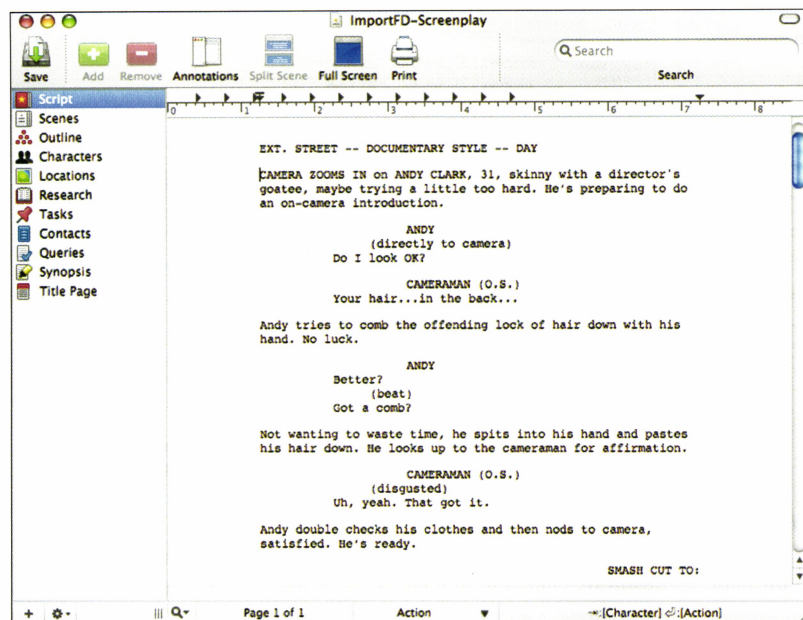 ImportFD-Screenplay
Save Add Remove Annotations Split Scene Full Screen Print Search Search
Script
Scenes
Outline
Characters
Locations
Research
Tasks
Contacts
Queries
Synopsis
Title Page
0 1 2 3 4 5 6 7 8
EXT. STREET -- DOCUMENTARY STYLE -- DAY
CAMERA ZOOMS IN on ANDY CLARK, 31, skinny with a director's
goatee, maybe trying a little too hard. He's preparing to do
an on-camera introduction.
ANDY
(directly to camera)
Do I look OK?
CAMERAMAN (O.S.)
Your hair...in the back...
Andy tries to comb the offending lock of hair down with his
hand. No luck.
ANDY
Better?
(beat)
Got a comb?
Not wanting to waste time, he spits into his hand and pastes
his hair down. He looks up to the cameraman for affirmation.
CAMERAMAN (O.S.)
(disgusted)
Uh, yeah. That got it.
Andy double checks his clothes and then nods to camera,
satisfied. He's ready.
SMASH CUT TO:
Page 1 of 1 Action ⇥:[Character] ⏎:[Action]